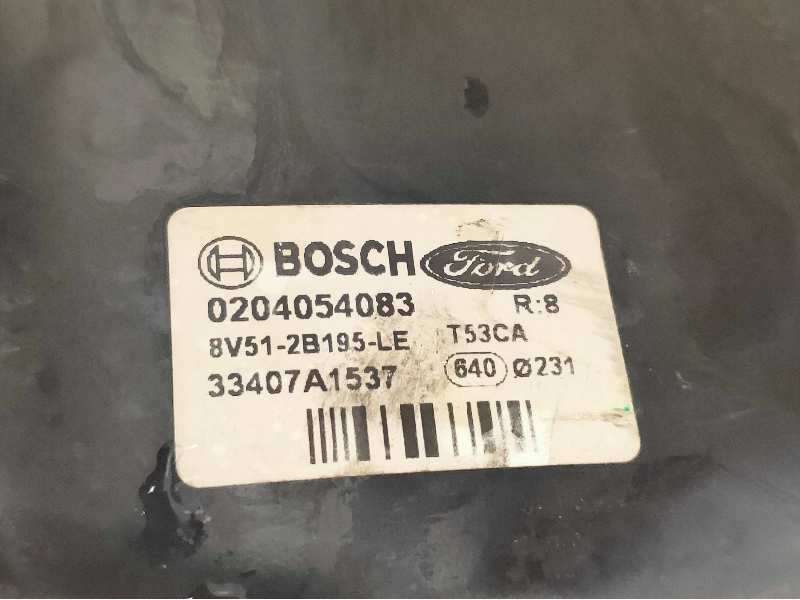 BOSCH Ford
0204054083 R:8
8V51-2B195-LE T53CA
33407A1537 640 Ø231